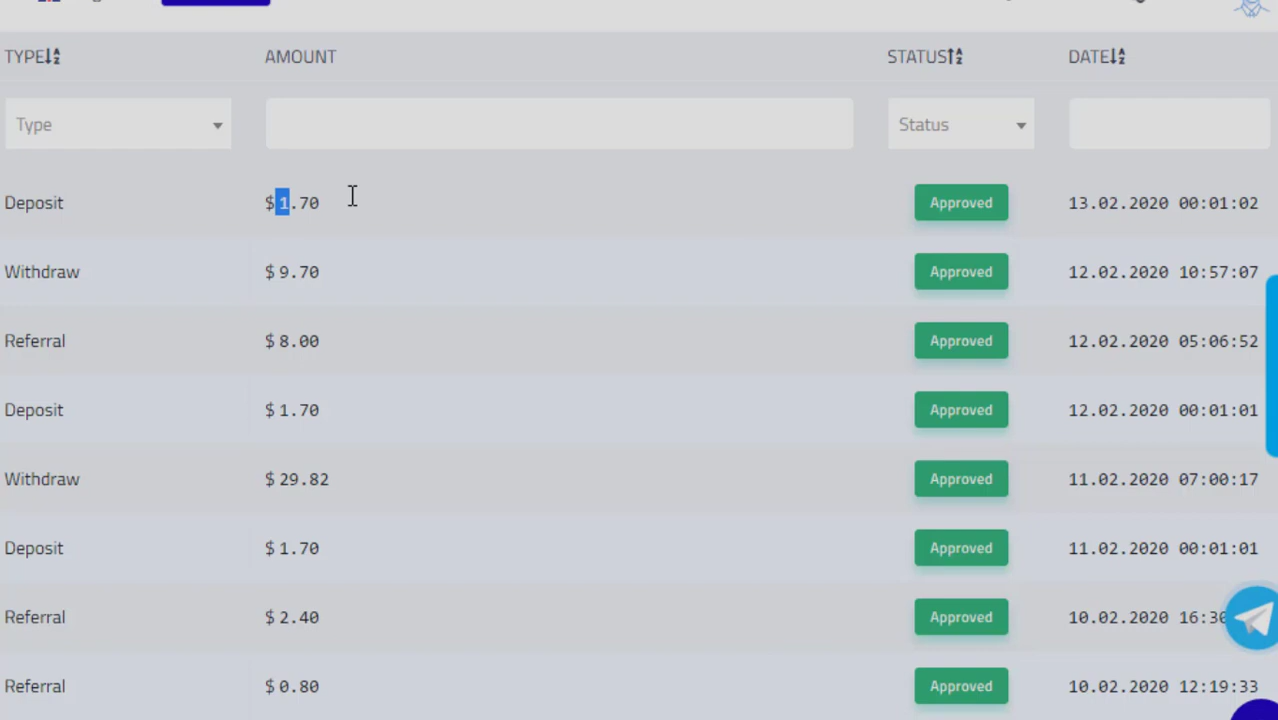 TYPE AMOUNT STATUS DATE
Type Status
Deposit $ 1.70 Approved 13.02.2020 00:01:02
Withdraw $ 9.70 Approved 12.02.2020 10:57:07
Referral $ 8.00 Approved 12.02.2020 05:06:52
Deposit $ 1.70 Approved 12.02.2020 00:01:01
Withdraw $ 29.82 Approved 11.02.2020 07:00:17
Deposit $ 1.70 Approved 11.02.2020 00:01:01
Referral $ 2.40 Approved 10.02.2020
Referral $ 0.80 Approved 10.02.2020 12:19:33